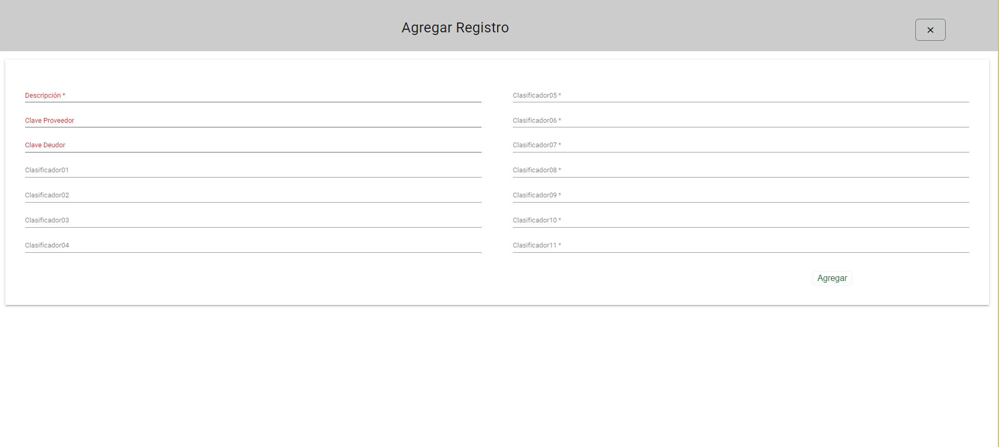 Agregar Registro
Descripción *
Clave Proveedor
Clave Deudor
Clasificador01
Clasificador02
Clasificador03
Clasificador04
Clasificador05 *
Clasificador06 *
Clasificador07 *
Clasificador08 *
Clasificador09 *
Clasificador10 *
Clasificador11 *
Agregar